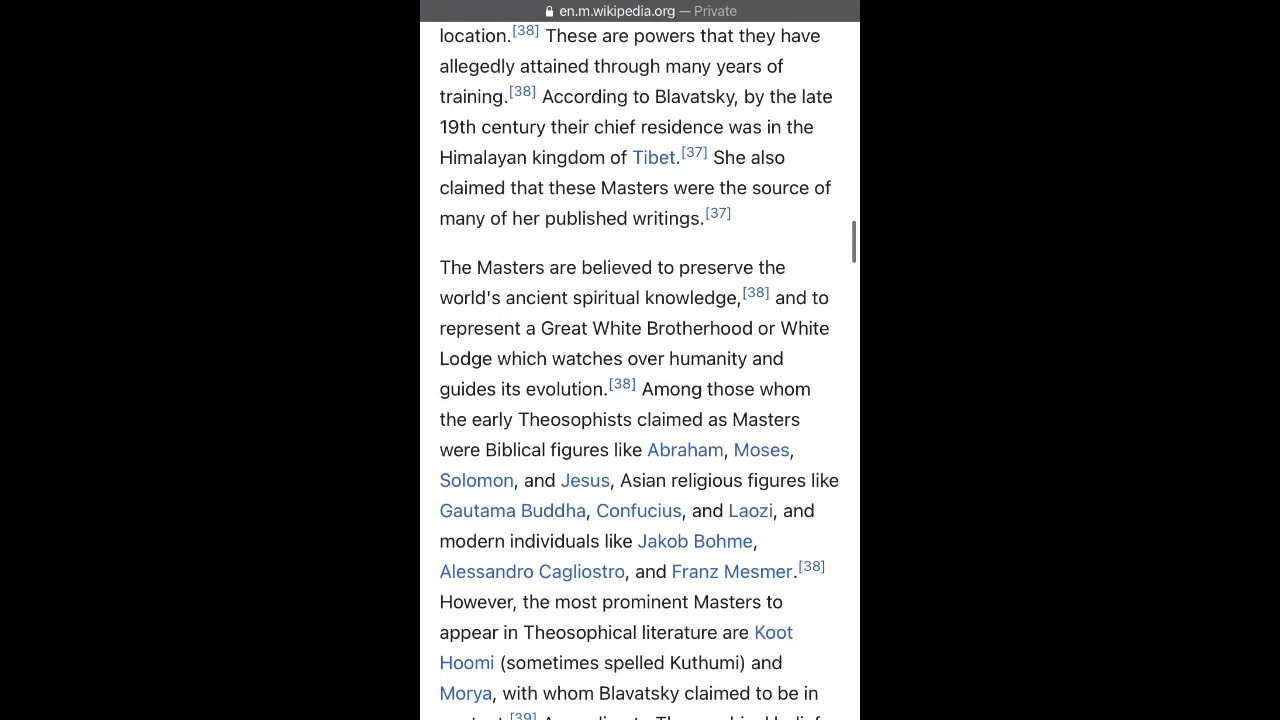 en.m.wikipedia.org — Private
location.[38] These are powers that they have
allegedly attained through many years of
training.[38] According to Blavatsky, by the late
19th century their chief residence was in the
Himalayan kingdom of Tibet.[37] She also
claimed that these Masters were the source of
many of her published writings.[37]
The Masters are believed to preserve the
world's ancient spiritual knowledge,[38] and to
represent a Great White Brotherhood or White
Lodge which watches over humanity and
guides its evolution.[38] Among those whom
the early Theosophists claimed as Masters
were Biblical figures like Abraham, Moses,
Solomon, and Jesus, Asian religious figures like
Gautama Buddha, Confucius, and Laozi, and
modern individuals like Jakob Bohme,
Alessandro Cagliostro, and Franz Mesmer.[38]
However, the most prominent Masters to
appear in Theosophical literature are Koot
Hoomi (sometimes spelled Kuthumi) and
Morya, with whom Blavatsky claimed to be in
[39]